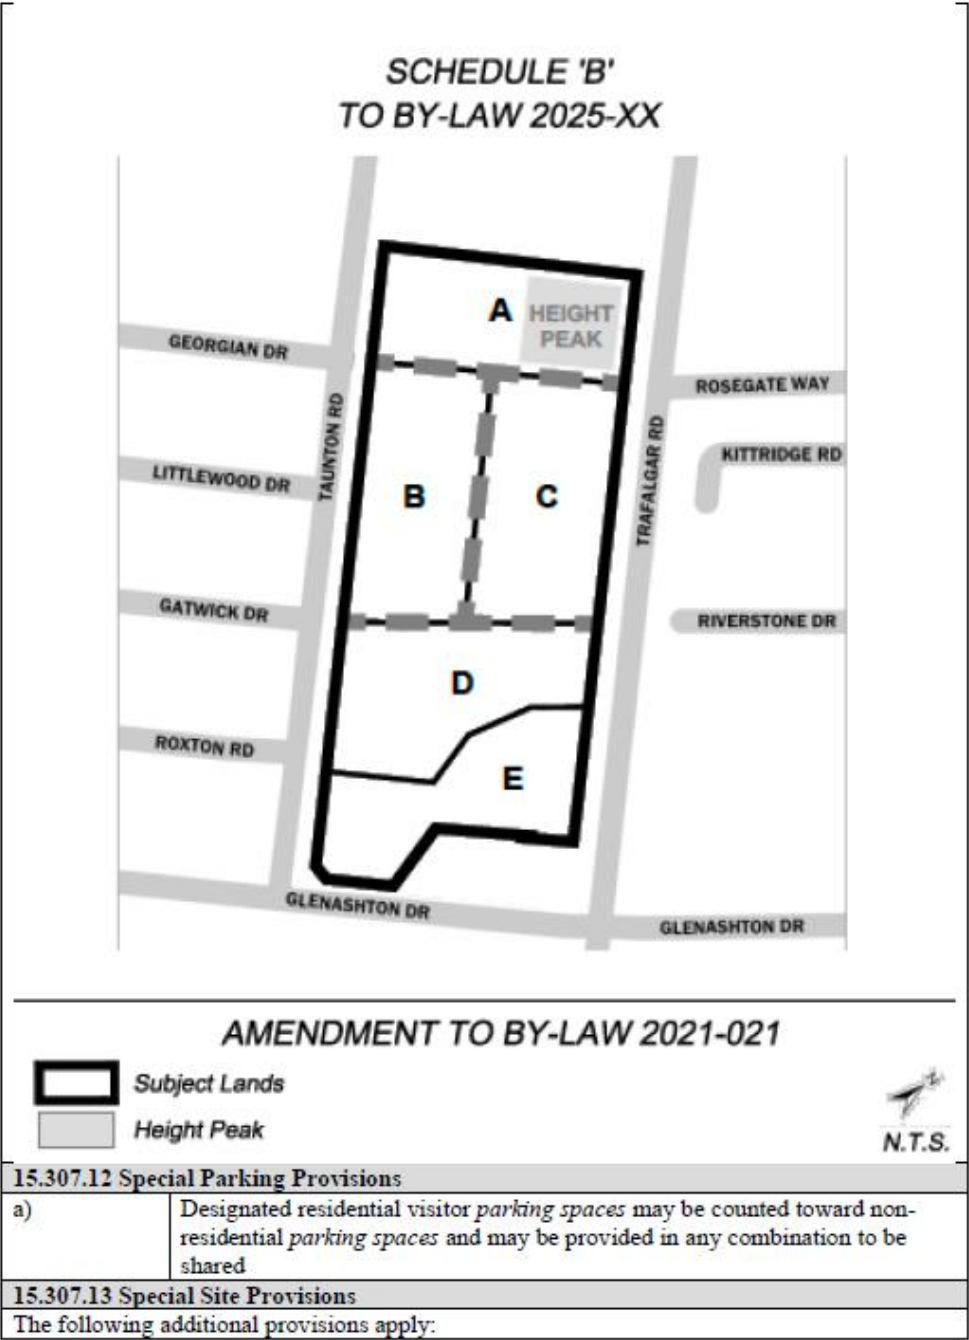 SCHEDULE 'B'
TO BY-LAW 2025-XX
A
HEIGHT
PEAK
GEORGIAN DR
ROSEGATE WAY
TAUNTON RD
KITTRIDGE RD
LITTLEWOOD DR
B
C
TRAFALGAR RD
GATWICK DR
RIVERSTONE DR
D
ROXTON RD
E
GLENASHTON DR
GLENASHTON DR
AMENDMENT TO BY-LAW 2021-021
Subject Lands
Height Peak
N.T.S.
15.307.12 Special Parking Provisions
a) Designated residential visitor parking spaces may be counted toward non-
residential parking spaces and may be provided in any combination to be
shared
15.307.13 Special Site Provisions
The following additional provisions apply: